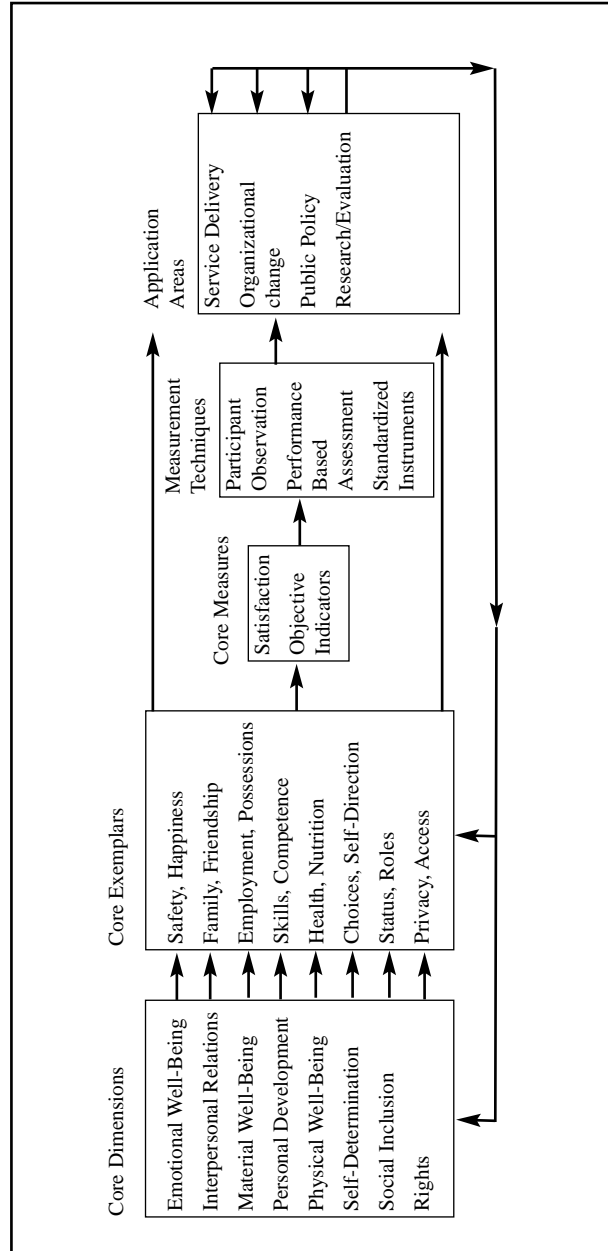 Core Dimensions
Emotional Well-Being
Interpersonal Relations
Material Well-Being
Personal Development
Physical Well-Being
Self-Determination
Social Inclusion
Rights
Core Exemplars
Safety, Happiness
Family, Friendship
Employment, Possessions
Skills, Competence
Health, Nutrition
Choices, Self-Direction
Status, Roles
Privacy, Access
Core Measures
Satisfaction
Objective
Indicators
Measurement
Techniques
Participant
Observation
Performance
Based
Assessment
Standardized
Instruments
Application
Areas
Service Delivery
Organizational
change
Public Policy
Research/Evaluation